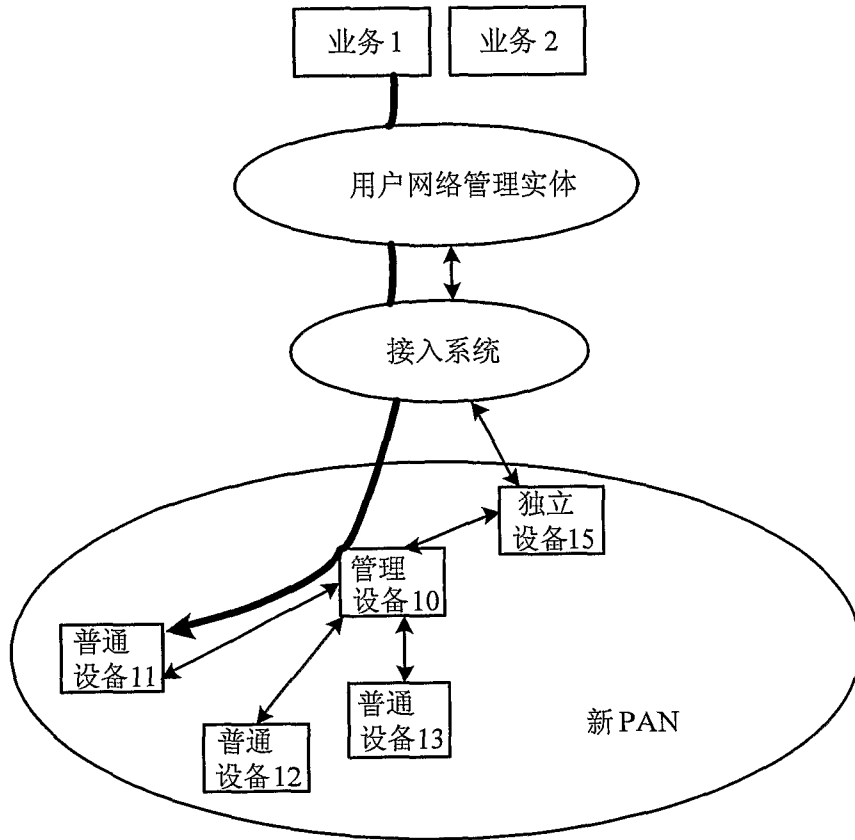 业务1
业务2
用户网络管理实体
接入系统
独立
设备15
管理
设备10
普通
设备11
普通
设备12
普通
设备13
新PAN